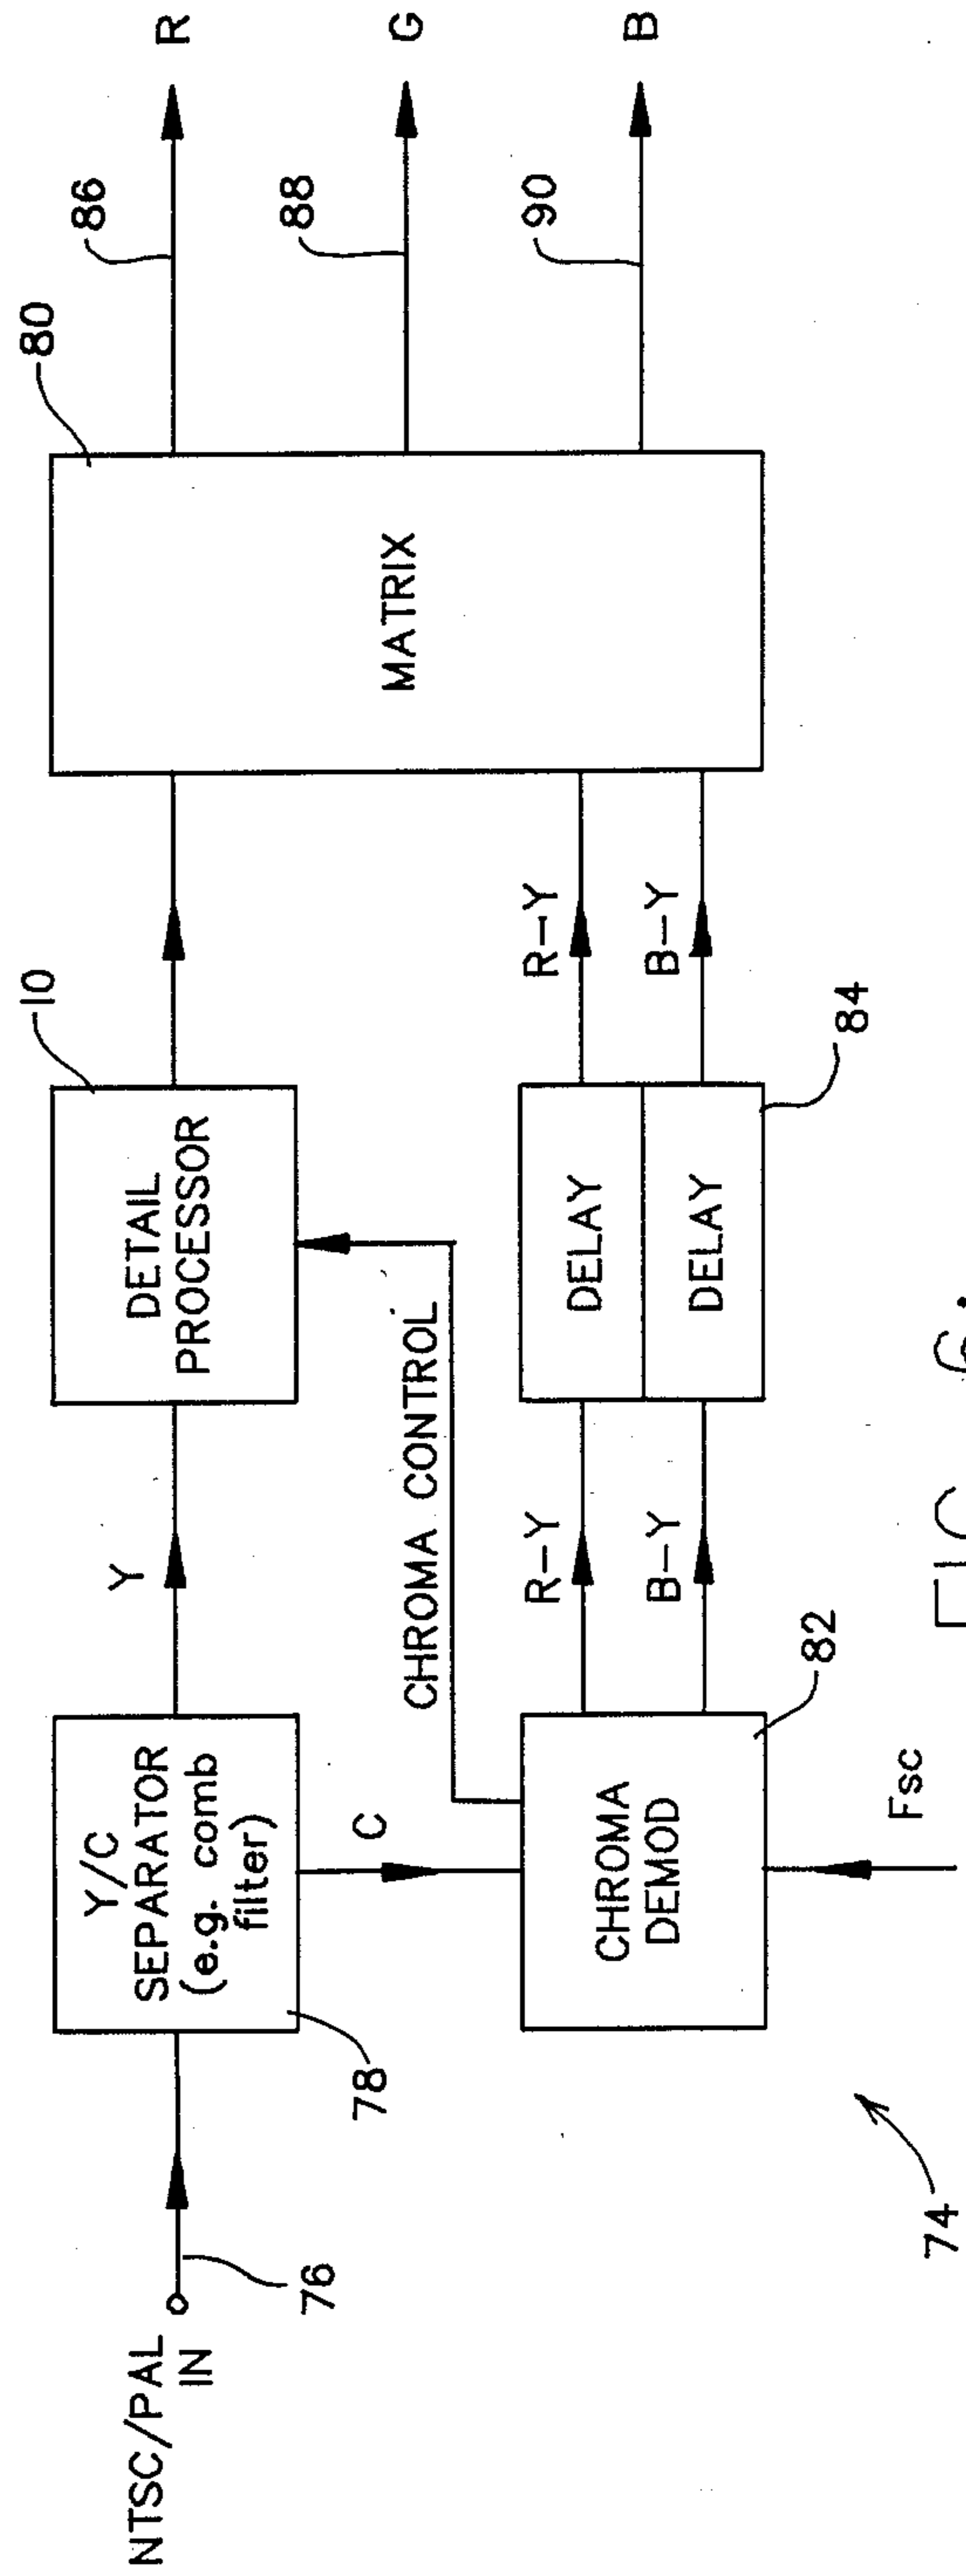 NTSC/PAL
IN
76
Y/C
SEPARATOR
(e.g. comb
filter)
78
Y
DETAIL
PROCESSOR
10
MATRIX
80
86
R
88
G
90
B
C
CHROMA CONTROL
CHROMA
DEMOD
82
Fsc
R-Y
B-Y
DELAY
DELAY
84
R-Y
B-Y
74